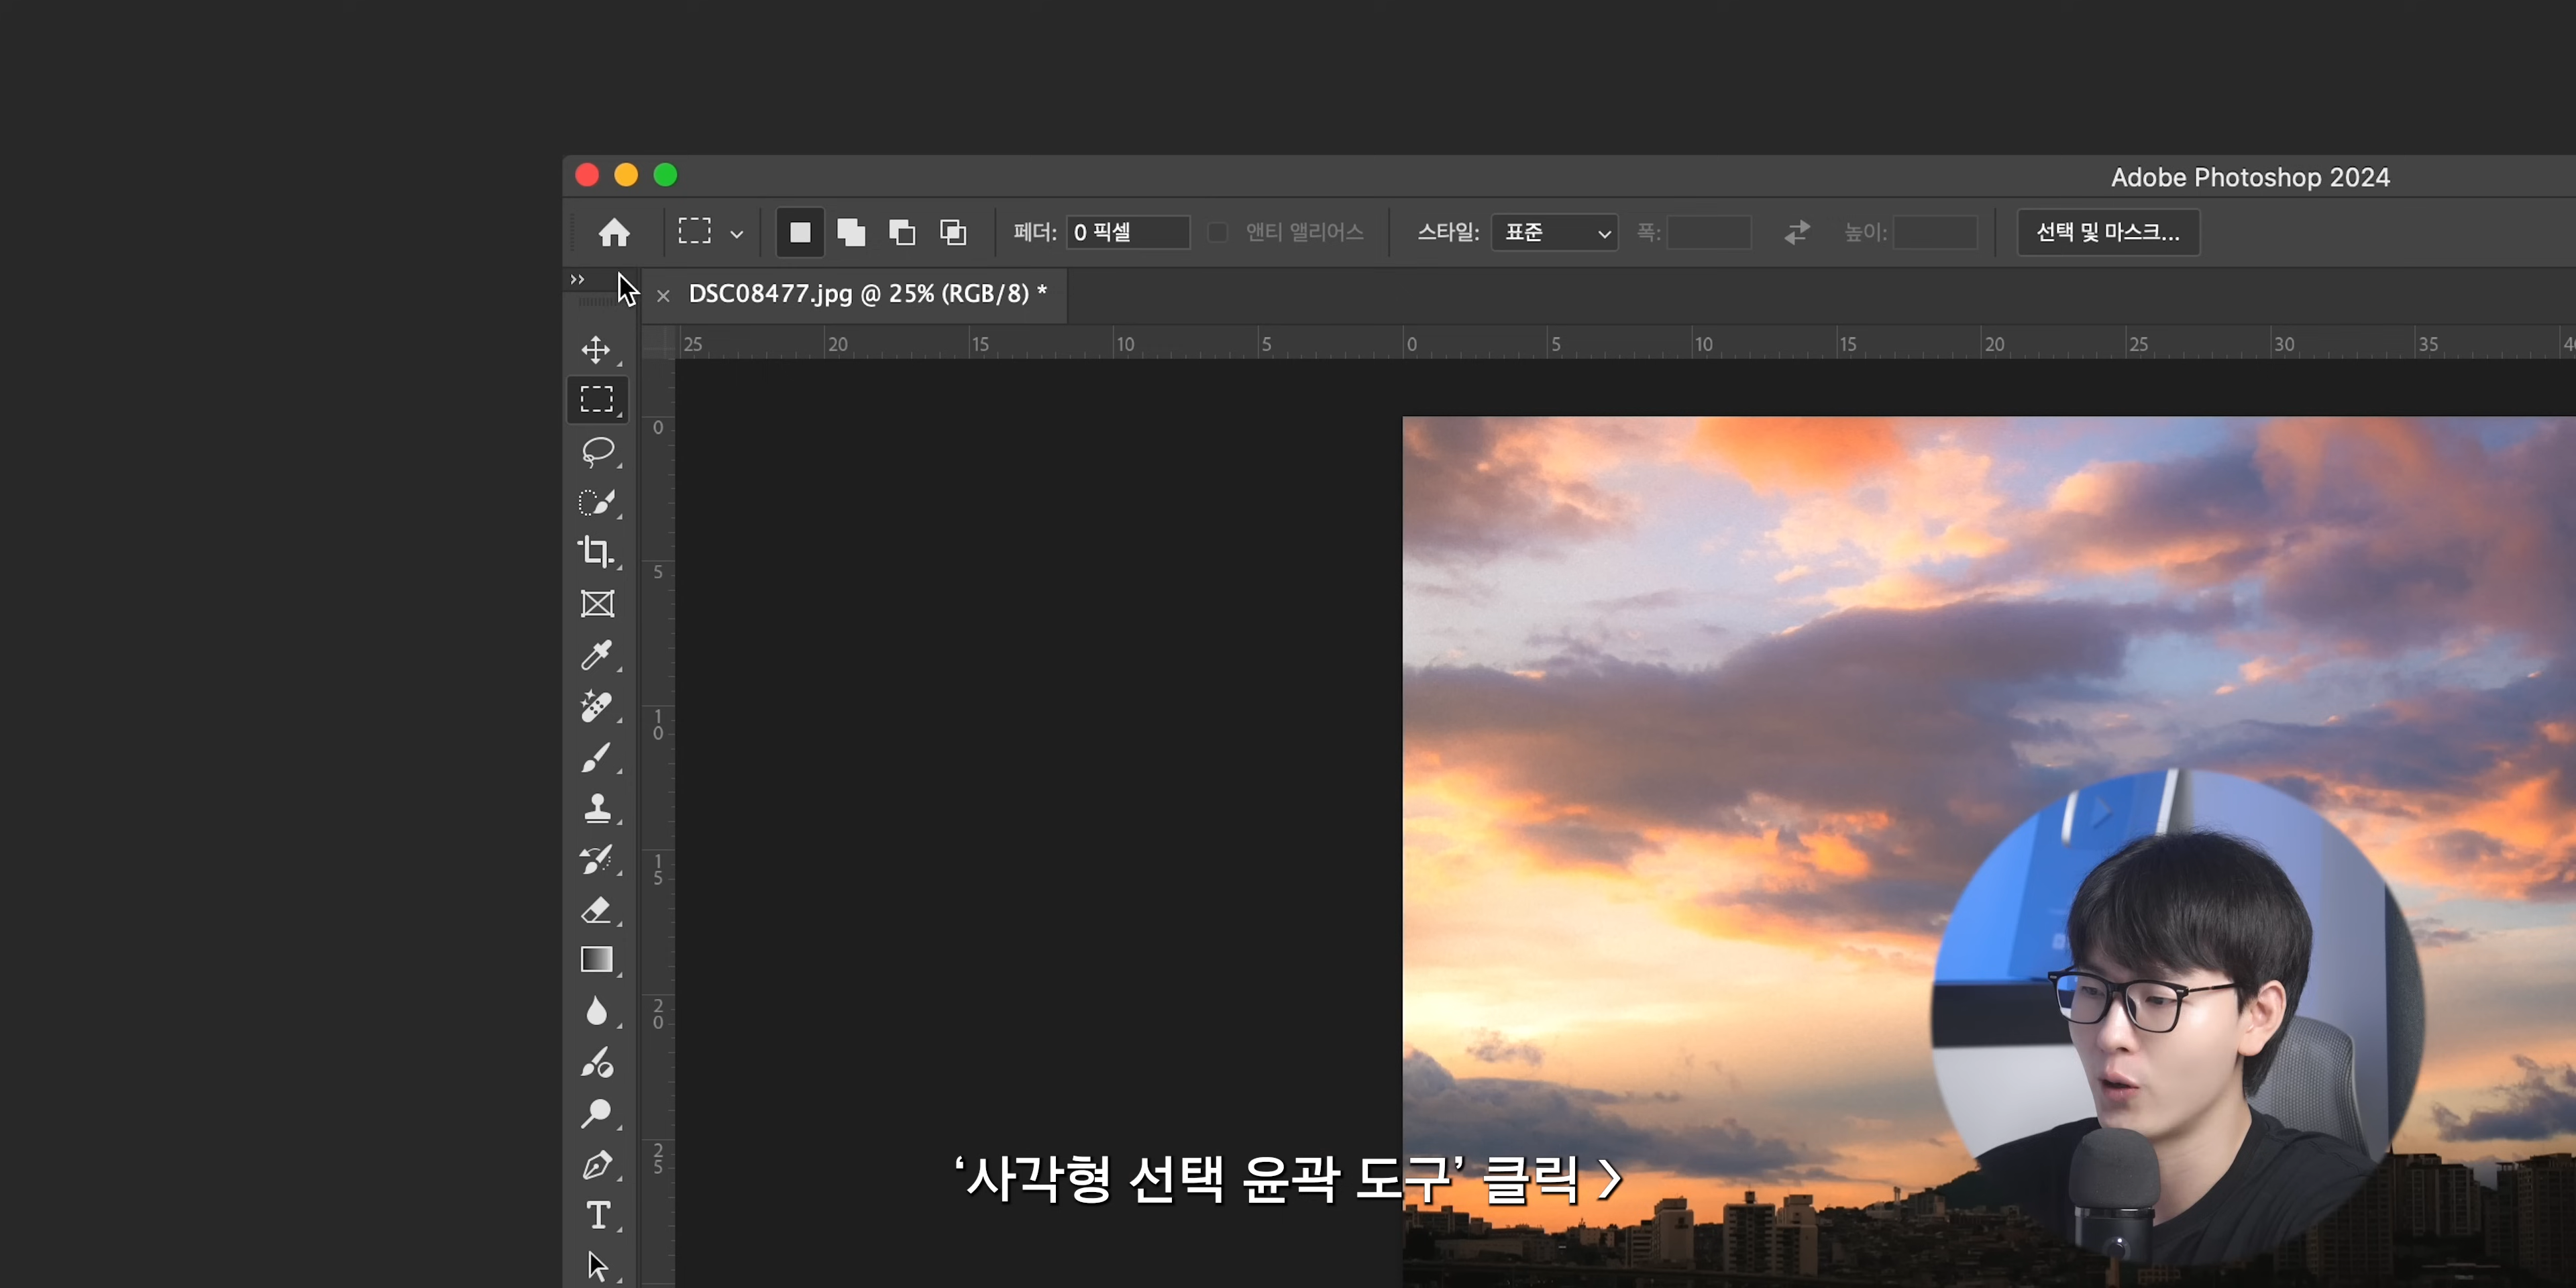 Adobe Photoshop 2024
페더: 0 픽셀 앤티 앨리어스 스타일: 표준 폭: 높이: 선택 및 마스크...
DSC08477.jpg @ 25% (RGB/8) *
25 20 15 10 5 0 5 10 15 20 25 30 35 40
0
5
10
15
20
25
‘사각형 선택 윤곽 도구’ 클릭 >